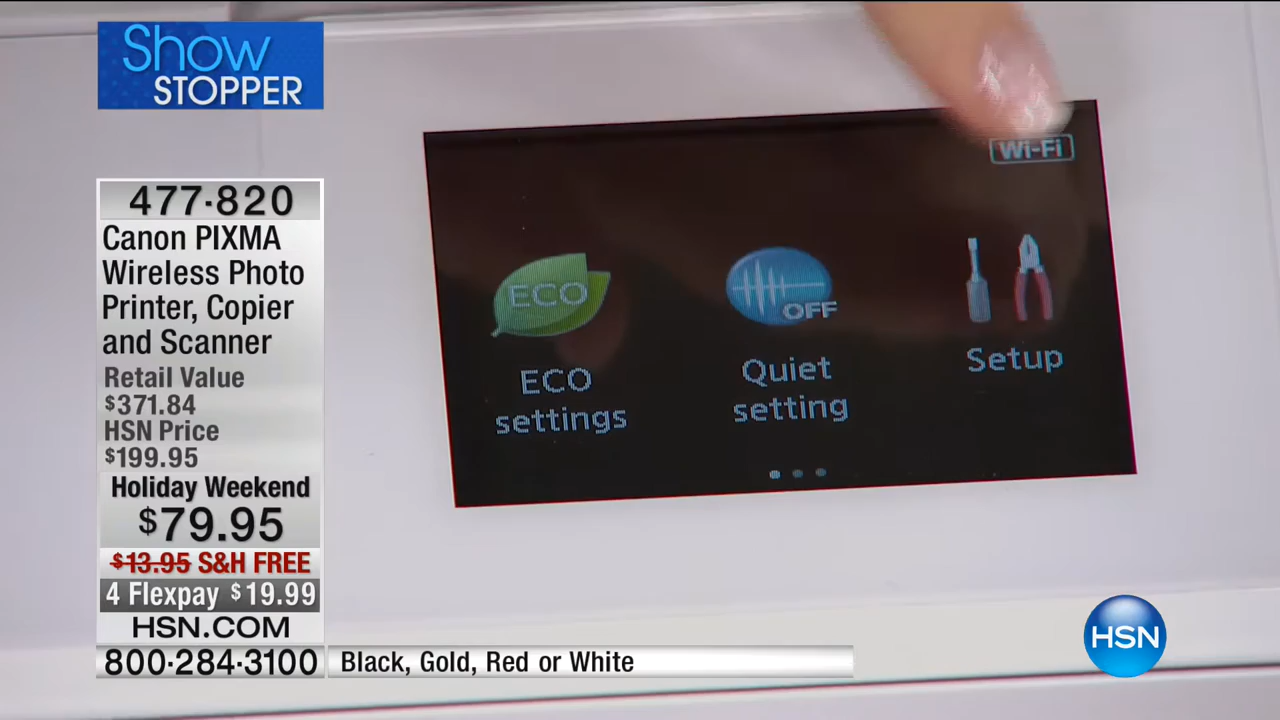 Show
STOPPER
477·820
Canon PIXMA
Wireless Photo
Printer, Copier
and Scanner
Retail Value
$371.84
HSN Price
$199.95
Holiday Weekend
$79.95
$13.95 S&H FREE
4 Flexpay $19.99
HSN.COM
800·284·3100
Black, Gold, Red or White
Wi-Fi
ECO
OFF
ECO
settings
Quiet
setting
Setup
HSN